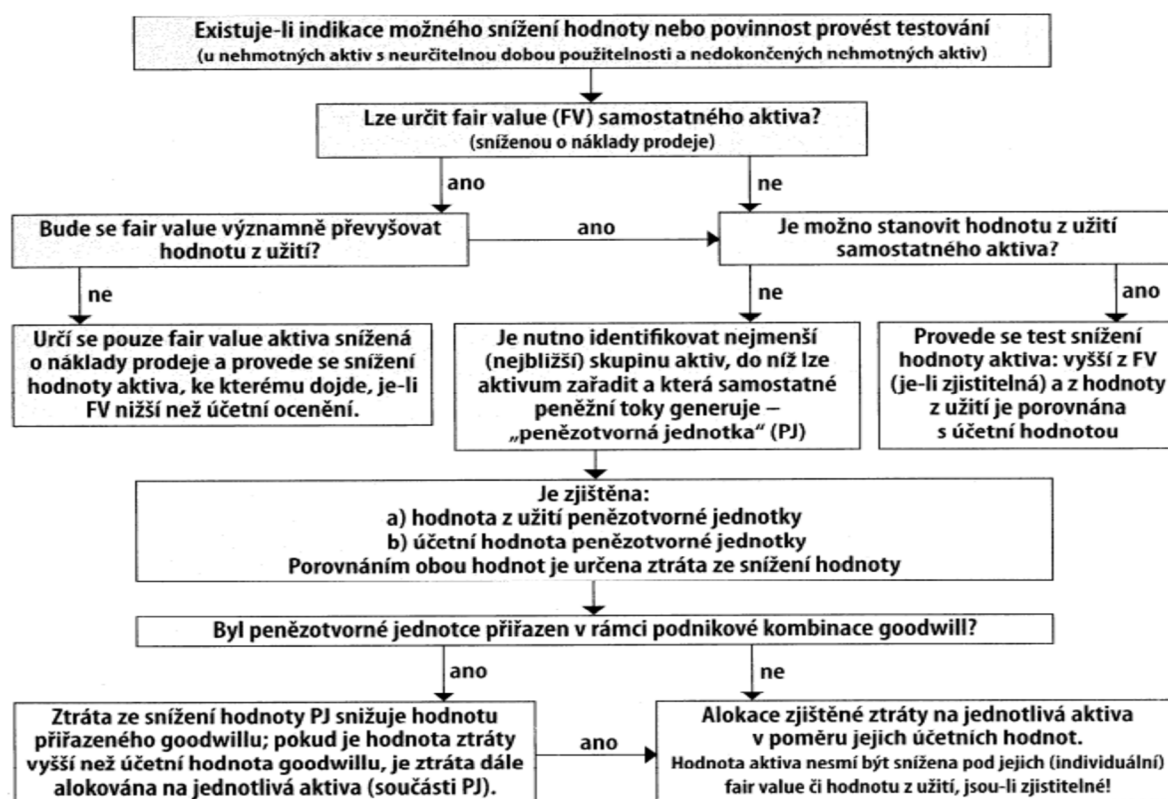 Existuje-li indikace možného snížení hodnoty nebo povinnost provést testování
(u nehmotných aktiv s neurčitelnou dobou použitelnosti a nedokončených nehmotných aktiv)
Lze určit fair value (FV) samostatného aktiva?
(sníženou o náklady prodeje)
ano
ne
Bude se fair value významně převyšovat
hodnotu z užití?
ano
Je možno stanovit hodnotu z užití
samostatného aktiva?
ne
ne
ano
Určí se pouze fair value aktiva snížená
o náklady prodeje a provede se snížení
hodnoty aktiva, ke kterému dojde, je-li
FV nižší než účetní ocenění.
Je nutno identifikovat nejmenší
(nejbližší) skupinu aktiv, do níž lze
aktivum zařadit a která samostatné
peněžní toky generuje –
„penězotvorná jednotka“ (PJ)
Provede se test snížení
hodnoty aktiva: vyšší z FV
(je-li zjistitelná) a z hodnoty
z užití je porovnána
s účetní hodnotou
Je zjištěna:
a) hodnota z užití penězotvorné jednotky
b) účetní hodnota penězotvorné jednotky
Porovnáním obou hodnot je určena ztráta ze snížení hodnoty
Byl penězotvorné jednotce přiřazen v rámci podnikové kombinace goodwill?
ano
ne
Ztráta ze snížení hodnoty PJ snižuje hodnotu
přiřazeného goodwillu; pokud je hodnota ztráty
vyšší než účetní hodnota goodwillu, je ztráta dále
alokována na jednotlivá aktiva (součásti PJ).
ano
Alokace zjištěné ztráty na jednotlivá aktiva
v poměru jejich účetních hodnot.
Hodnota aktiva nesmí být snížena pod jejich (individuální)
fair value či hodnotu z užití, jsou-li zjistitelné!